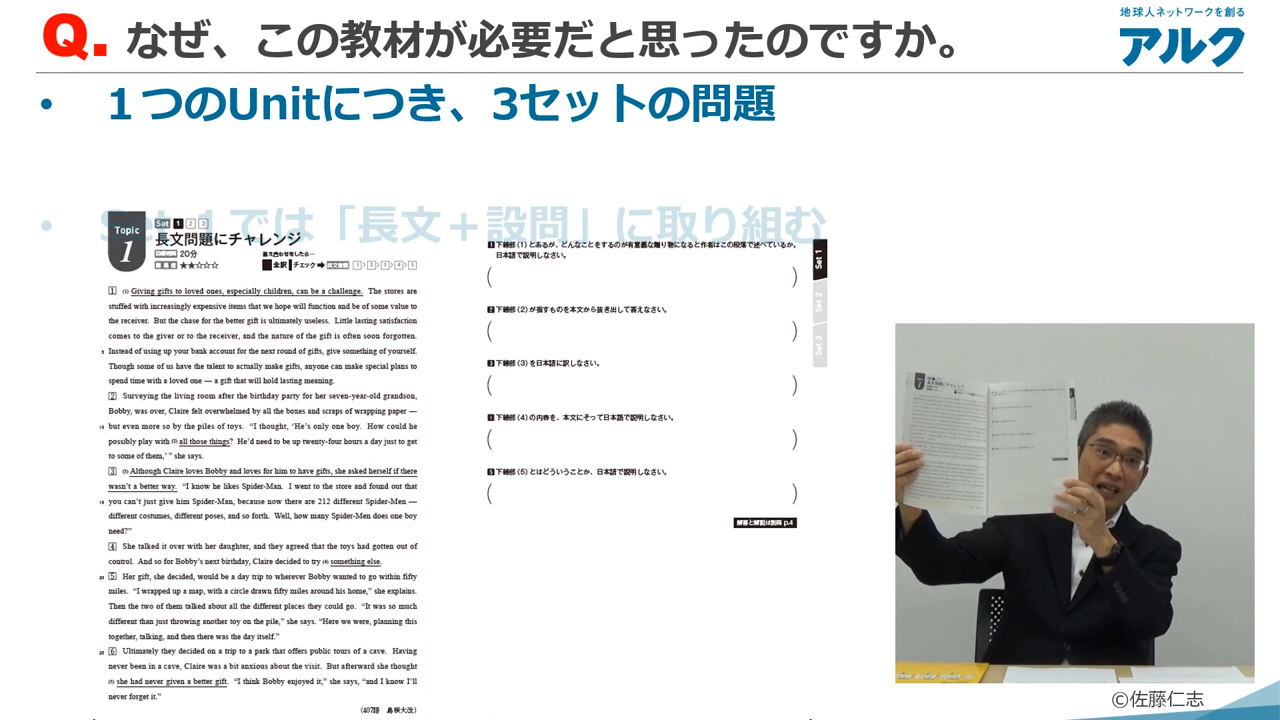 Q. なぜ、この教材が必要だと思ったのですか。
地球人ネットワークを創る
アルク
• １つのUnitにつき、3セットの問題
• Set１では「長文＋設問」に取り組む
Topic
1
Set 1 2 3
長文問題にチャレンジ
20分
★★☆☆☆
答え合わせをしたら…
全訳 チェック ➡ 1 2 3 4 5
1 (1) Giving gifts to loved ones, especially children, can be a challenge. The stores are
stuffed with increasingly expensive items that we hope will function and be of some value to
the receiver. But the chase for the better gift is ultimately useless. Little lasting satisfaction
comes to the giver or to the receiver, and the nature of the gift is often soon forgotten.
5 Instead of using up your bank account for the next round of gifts, give something of yourself.
Though some of us have the talent to actually make gifts, anyone can make special plans to
spend time with a loved one — a gift that will hold lasting meaning.
2 Surveying the living room after the birthday party for her seven-year-old grandson,
Bobby, was over, Claire felt overwhelmed by all the boxes and scraps of wrapping paper —
10 but even more so by the piles of toys. “I thought, ‘He’s only one boy. How could he
possibly play with (2) all those things? He’d need to be up twenty-four hours a day just to get
to some of them,’ ” she says.
3 (3) Although Claire loves Bobby and loves for him to have gifts, she asked herself if there
wasn’t a better way. “I know he likes Spider-Man. I went to the store and found out that
15 you can’t just give him Spider-Man, because now there are 212 different Spider-Men —
different costumes, different poses, and so forth. Well, how many Spider-Men does one boy
need?”
4 She talked it over with her daughter, and they agreed that the toys had gotten out of
control. And so for Bobby’s next birthday, Claire decided to try (4) something else.
20 5 Her gift, she decided, would be a day trip to wherever Bobby wanted to go within fifty
miles. “I wrapped up a map, with a circle drawn fifty miles around his home,” she explains.
Then the two of them talked about all the different places they could go. “It was so much
different than just throwing another toy on the pile,” she says. “Here we were, planning this
together, talking, and then there was the day itself.”
25 6 Ultimately they decided on a trip to a park that offers public tours of a cave. Having
never been in a cave, Claire was a bit anxious about the visit. But afterward she thought
(5) she had never given a better gift. “I think Bobby enjoyed it,” she says, “and I know I’ll
never forget it.”
（407語 島根大改）
1 下線部（1）とあるが、どんなことをするのが有意義な贈り物になると作者はこの段落で述べているか。
日本語で説明しなさい。
2 下線部（2）が指すものを本文から抜き出して答えなさい。
3 下線部（3）を日本語に訳しなさい。
4 下線部（4）の内容を、本文にそって日本語で説明しなさい。
5 下線部（5）とはどういうことか、日本語で説明しなさい。
解答と解説は別冊 p.4
Set 1
Set 2
Set 3
©佐藤仁志